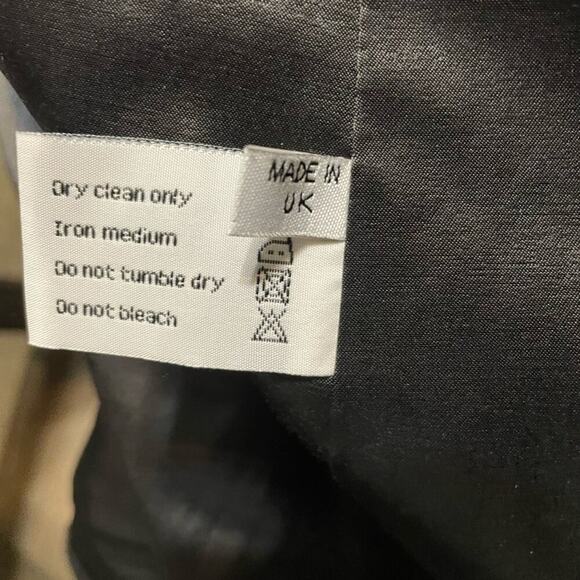 MADE IN
UK
Dry clean only
Iron medium
Do not tumble dry
Do not bleach